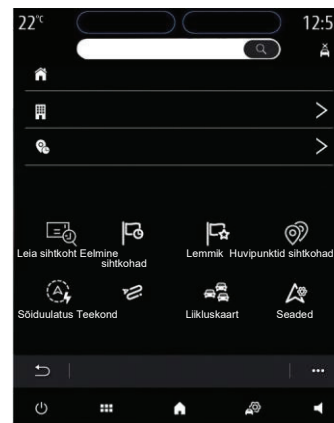 22°C 12:5
Leia sihtkoht Eelmine Lemmik Huvipunktid sihtkohad
sihtkohad
Sõiduulatus Teekond Liikluskaart Seaded